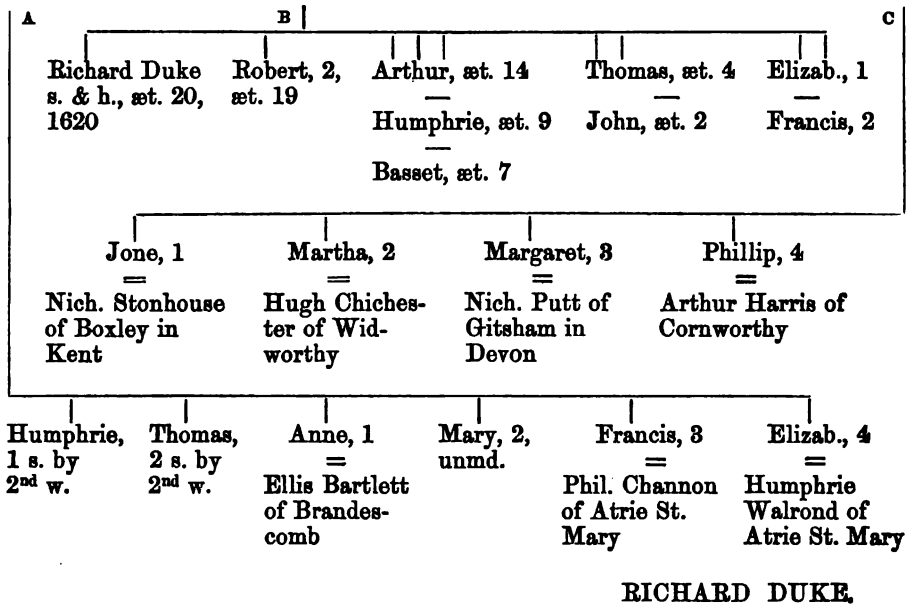 A B C
Richard Duke Robert, 2, Arthur, æt. 14 Thomas, æt. 4 Elizab., 1
s. & h., æt. 20, æt. 19
1620 Humphrie, æt. 9 John, æt. 2 Francis, 2
Basset, æt. 7
Jone, 1 Martha, 2 Margaret, 3 Phillip, 4
= = = =
Nich. Stonhouse Hugh Chiches- Nich. Putt of Arthur Harris of
of Boxley in ter of Wid- Gitsham in Cornworthy
Kent worthy Devon
Humphrie, Thomas, Anne, 1 Mary, 2, Francis, 3 Elizab., 4
1 s. by 2 s. by = unmd. = =
2nd w. 2nd w. Ellis Bartlett Phil. Channon Humphrie
of Brandes- of Atrie St. Walrond of
comb Mary Atrie St. Mary
RICHARD DUKE.